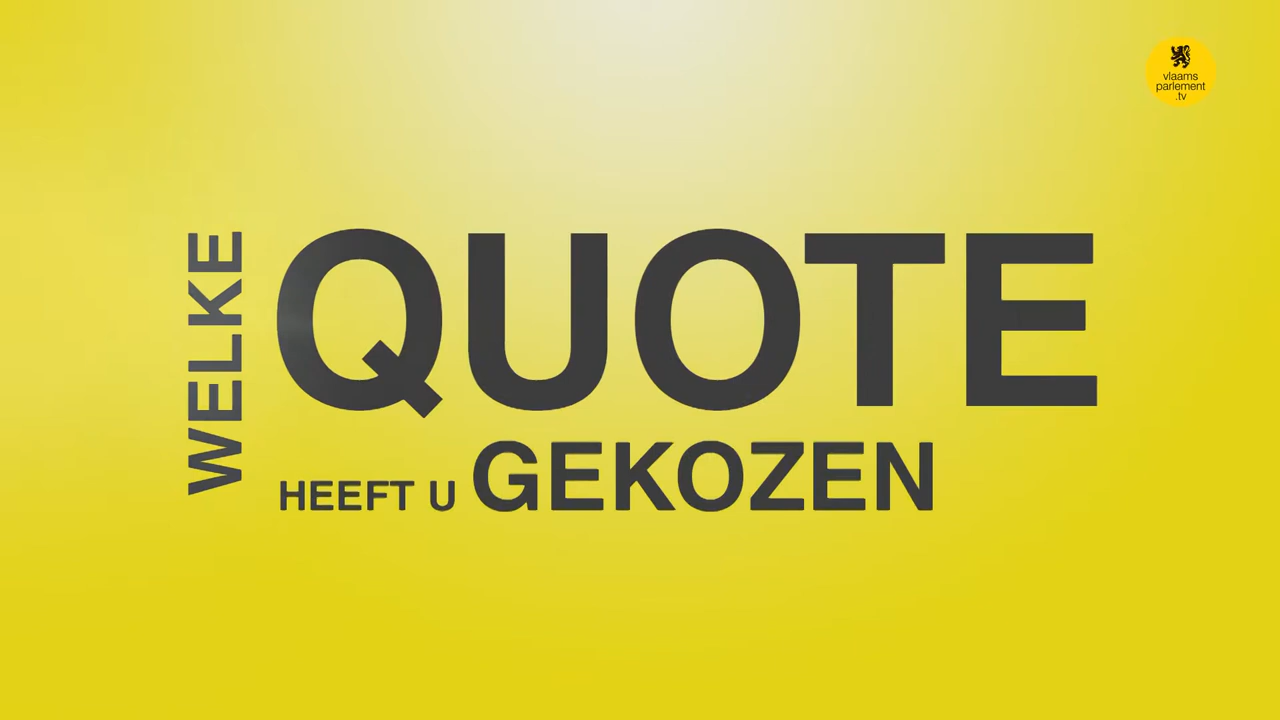 WELKE
QUOTE
HEEFT U GEKOZEN
vlaams
parlement
.tv